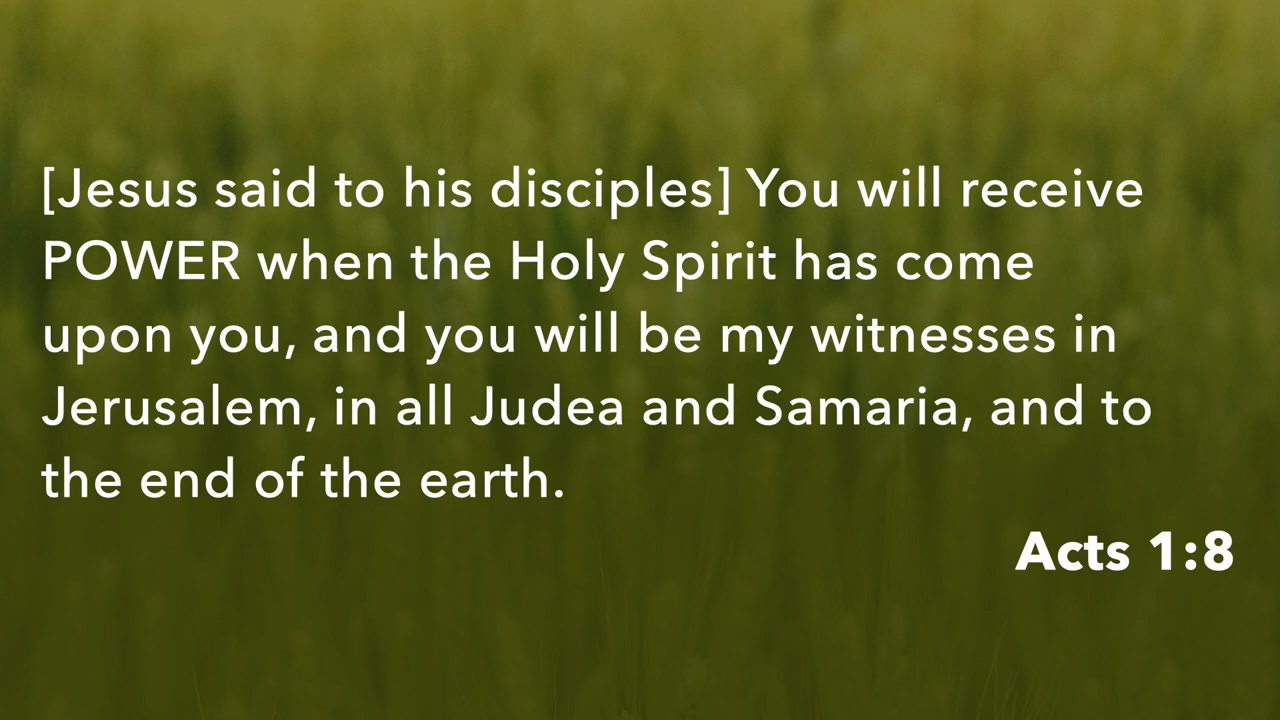 [Jesus said to his disciples] You will receive
POWER when the Holy Spirit has come
upon you, and you will be my witnesses in
Jerusalem, in all Judea and Samaria, and to
the end of the earth.
Acts 1:8